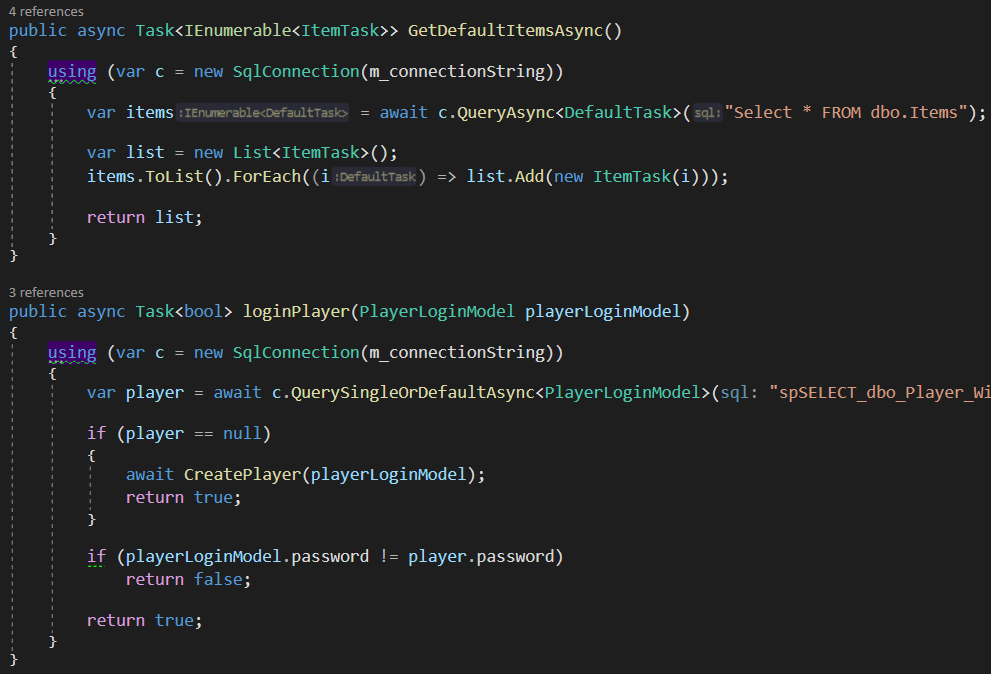 4 references
public async Task<IEnumerable<ItemTask>> GetDefaultItemsAsync()
{
using (var c = new SqlConnection(m_connectionString))
{
var items :IEnumerable<DefaultTask> = await c.QueryAsync<DefaultTask>( sql: "Select * FROM dbo.Items");
var list = new List<ItemTask>();
items.ToList().ForEach((i :DefaultTask ) => list.Add(new ItemTask(i)));
return list;
}
}
3 references
public async Task<bool> loginPlayer(PlayerLoginModel playerLoginModel)
{
using (var c = new SqlConnection(m_connectionString))
{
var player = await c.QuerySingleOrDefaultAsync<PlayerLoginModel>(sql: "spSELECT_dbo_Player_Wi
if (player == null)
{
await CreatePlayer(playerLoginModel);
return true;
}
if (playerLoginModel.password != player.password)
return false;
return true;
}
}